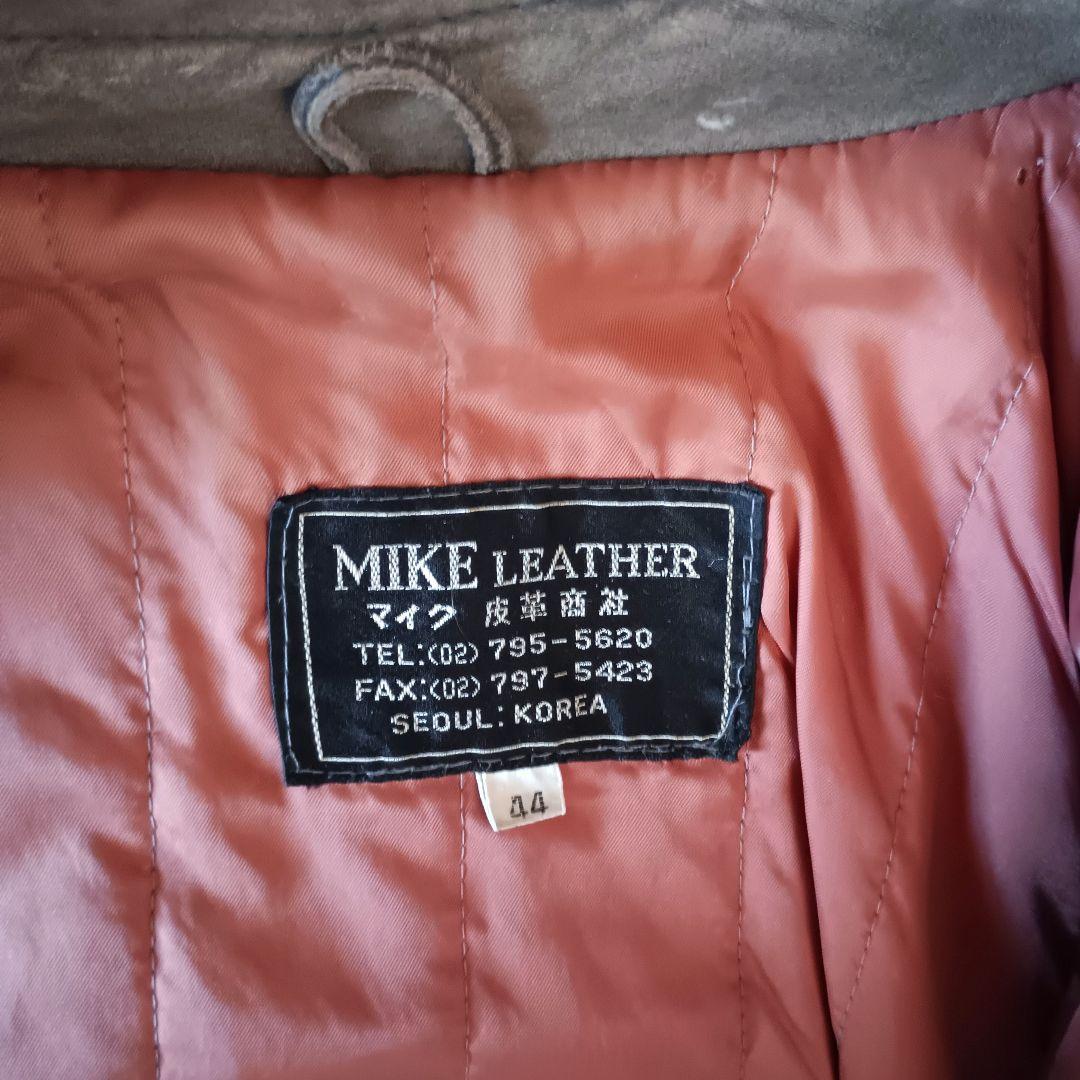 MIKE LEATHER
マイク 皮革商社
TEL:(02) 795-5620
FAX:(02) 797-5423
SEOUL: KOREA
44